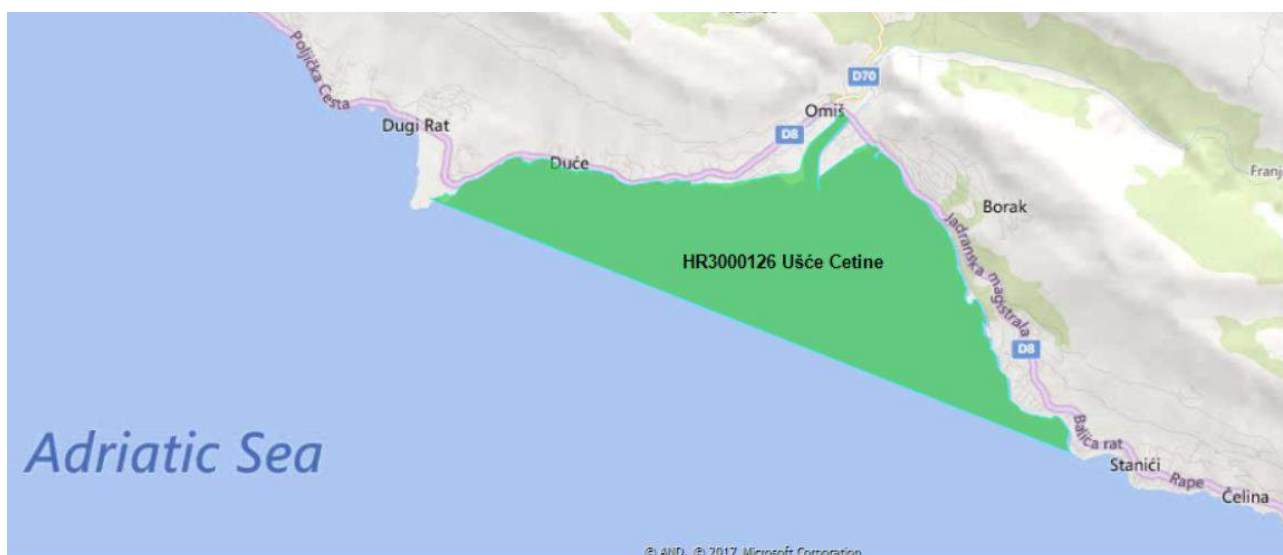 D70
Poljička Cesta
Omiš
Dugi Rat
D8
Duće
Franj
Borak
Jadranska magistrala
HR3000126 Ušće Cetine
D8
Adriatic Sea
Balića rat
Stanići
Rape
Čelina
© AND, © 2017 Microsoft Corporation